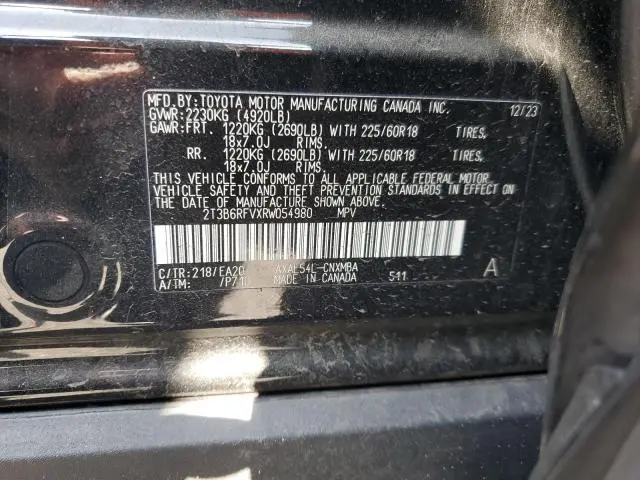 MFD.BY:TOYOTA MOTOR MANUFACTURING CANADA INC. 12/23
GVWR:2230KG (4920LB)
GAWR:FRT. 1220KG (2690LB) WITH 225/60R18 TIRES,
18x7.0J RIMS.
RR. 1220KG (2690LB) WITH 225/60R18 TIRES,
18x7.0J RIMS.
THIS VEHICLE CONFORMS TO ALL APPLICABLE FEDERAL MOTOR
VEHICLE SAFETY AND THEFT PREVENTION STANDARDS IN EFFECT ON
THE DATE OF MANUFACTURE SHOWN ABOVE.
2T3B6RFVXRW054980 MPV
C/TR:218/EA20 AXAL54L-CNXMBA 511 A
A/TM: /P710 MADE IN CANADA